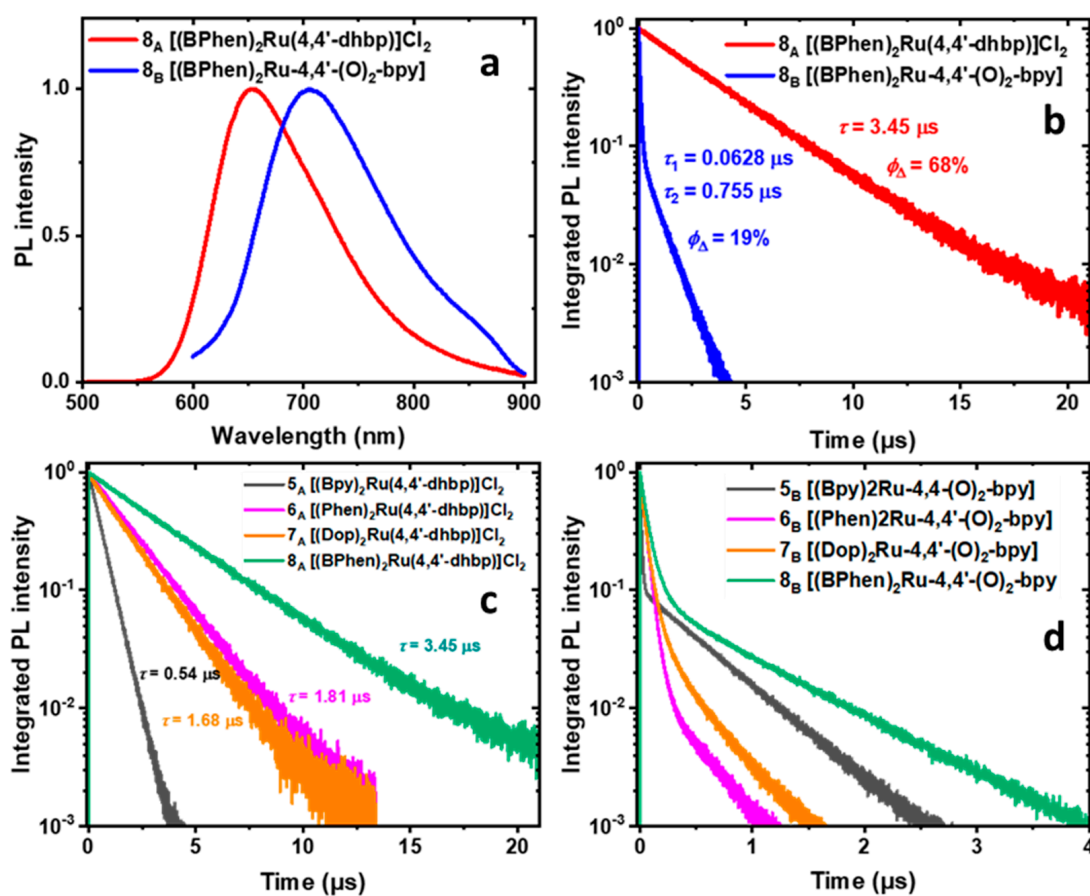 8A [(BPhen)2Ru(4,4'-dhbp)]Cl2
8B [(BPhen)2Ru-4,4'-(O)2-bpy]
a
1.0
0.5
0.0
PL intensity
500 600 700 800 900
Wavelength (nm)
8A [(BPhen)2Ru(4,4'-dhbp)]Cl2
8B [(BPhen)2Ru-4,4'-(O)2-bpy]
b
τ = 3.45 μs
ϕΔ = 68%
τ1 = 0.0628 μs
τ2 = 0.755 μs
ϕΔ = 19%
10^0
10^-1
10^-2
10^-3
Integrated PL intensity
0 5 10 15 20
Time (μs)
5A [(Bpy)2Ru(4,4'-dhbp)]Cl2
6A [(Phen)2Ru(4,4'-dhbp)]Cl2
7A [(Dop)2Ru(4,4'-dhbp)]Cl2
8A [(BPhen)2Ru(4,4'-dhbp)]Cl2
c
τ = 3.45 μs
τ = 0.54 μs
τ = 1.81 μs
τ = 1.68 μs
10^0
10^-1
10^-2
10^-3
Integrated PL intensity
0 5 10 15 20
Time (μs)
5B [(Bpy)2Ru-4,4-(O)2-bpy]
6B [(Phen)2Ru-4,4'-(O)2-bpy]
7B [(Dop)2Ru-4,4'-(O)2-bpy]
8B [(BPhen)2Ru-4,4'-(O)2-bpy
d
10^0
10^-1
10^-2
10^-3
Integrated PL intensity
0 1 2 3 4
Time (μs)